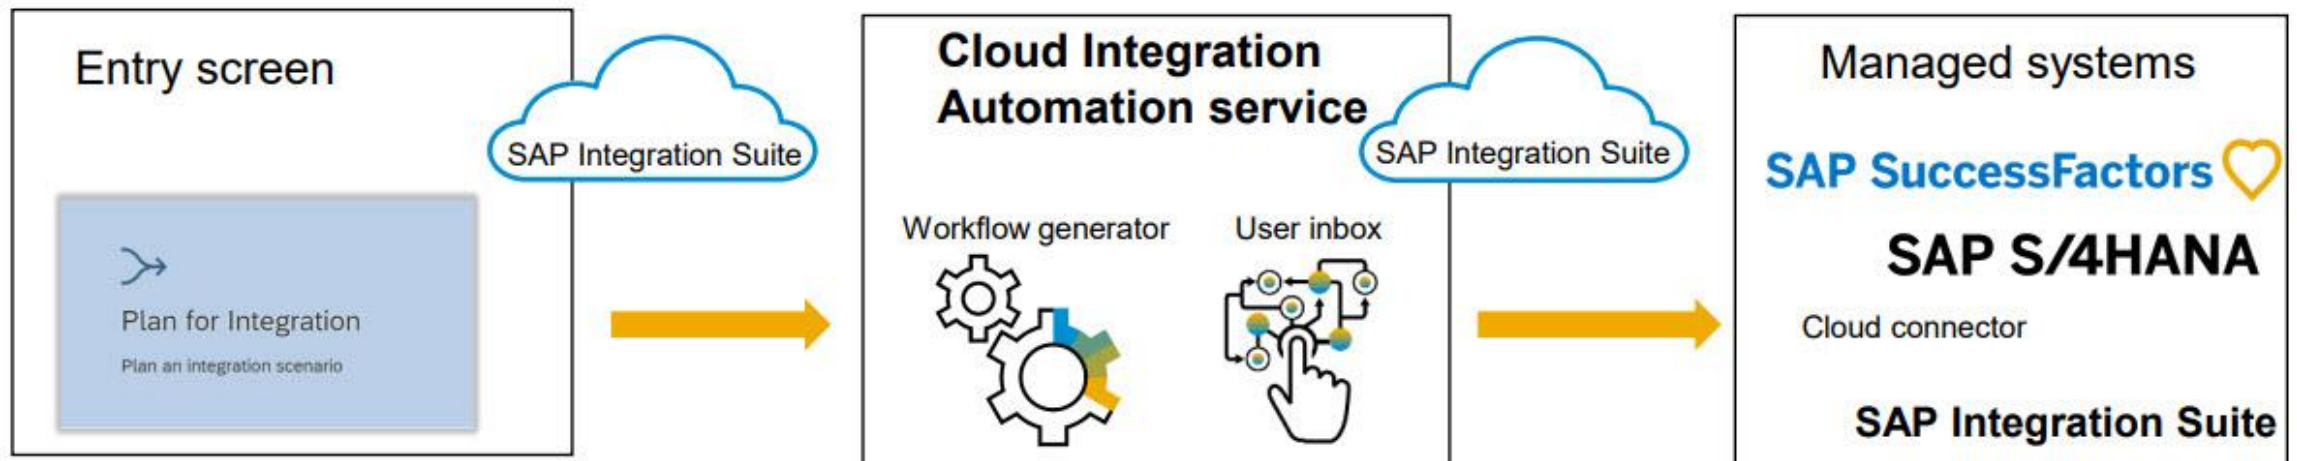 Entry screen
Plan for Integration
Plan an integration scenario
SAP Integration Suite
Cloud Integration
Automation service
Workflow generator
User inbox
SAP Integration Suite
Managed systems
SAP SuccessFactors
SAP S/4HANA
Cloud connector
SAP Integration Suite